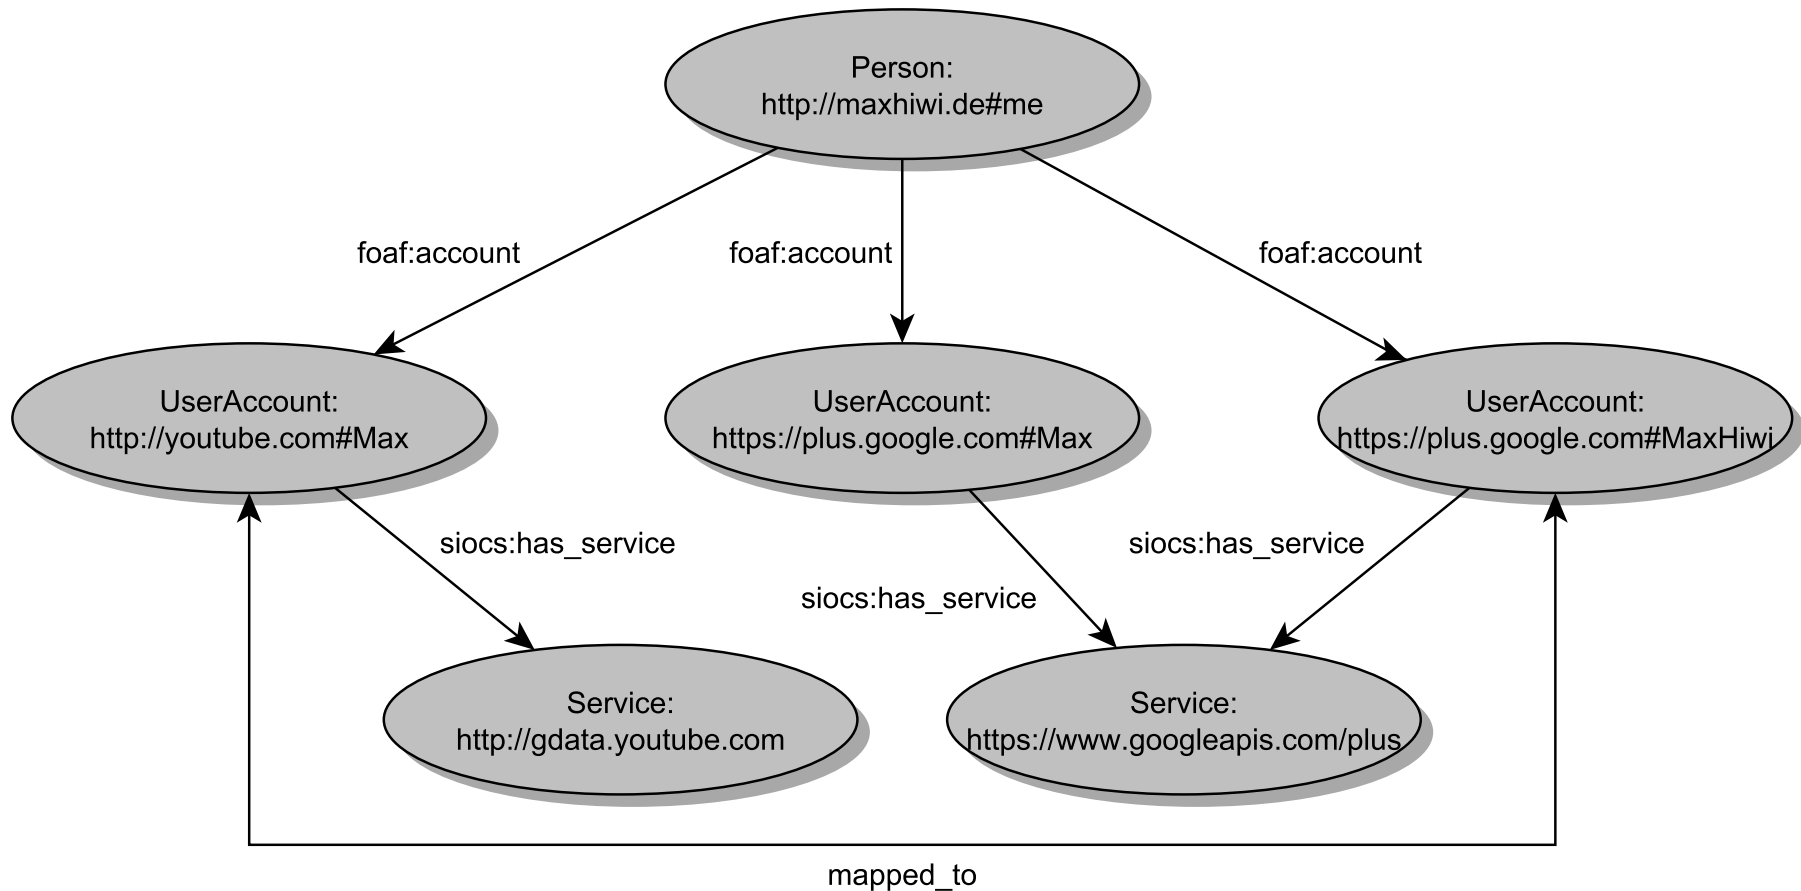 Person:
http://maxhiwi.de#me
foaf:account
foaf:account
foaf:account
UserAccount:
http://youtube.com#Max
UserAccount:
https://plus.google.com#Max
UserAccount:
https://plus.google.com#MaxHiwi
siocs:has_service
siocs:has_service
siocs:has_service
Service:
http://gdata.youtube.com
Service:
https://www.googleapis.com/plus
mapped_to